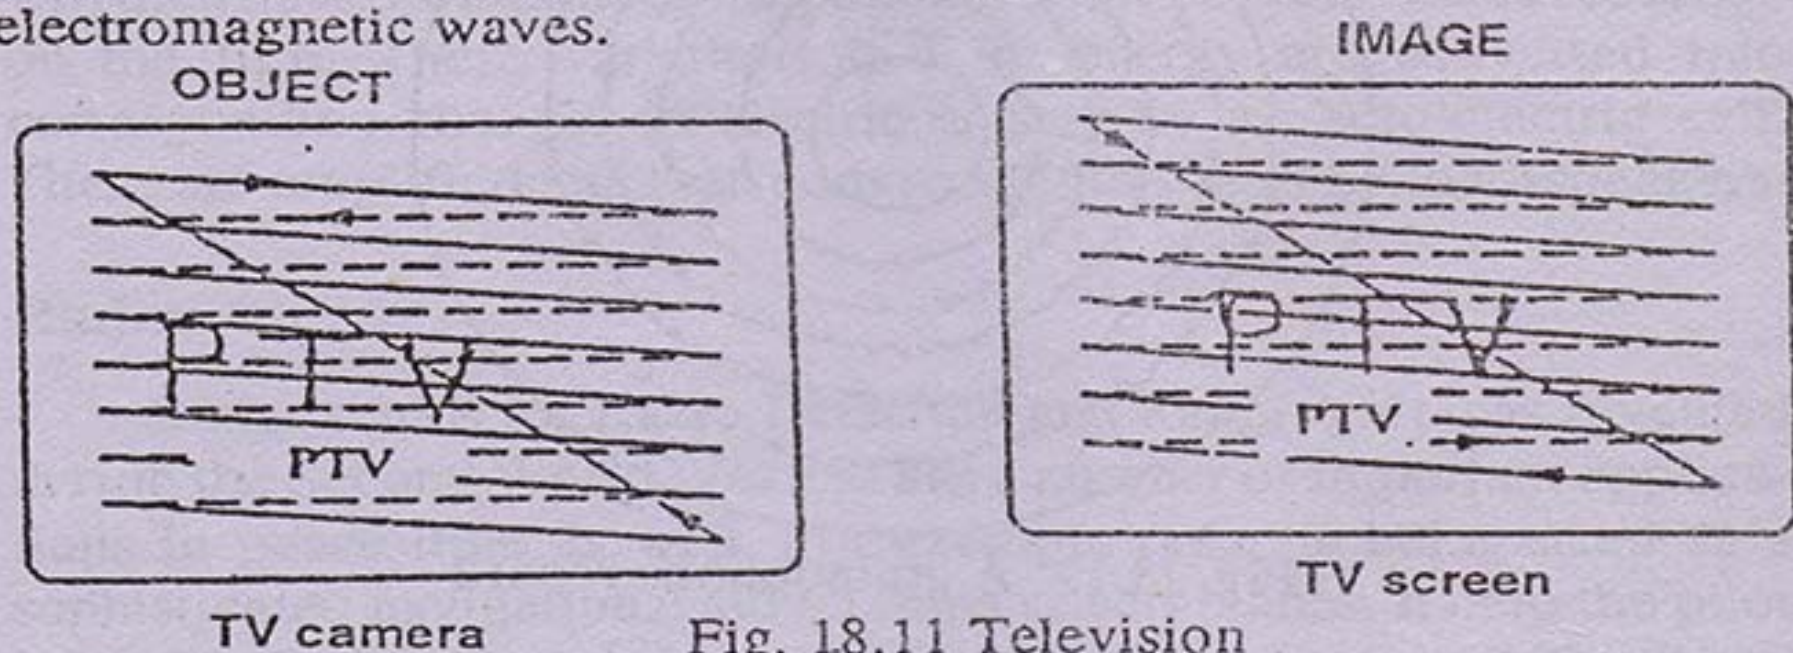 electromagnetic waves.
OBJECT
IMAGE
PTV
PTV
PTV
PTV
TV camera
TV screen
Fig. 18.11 Television